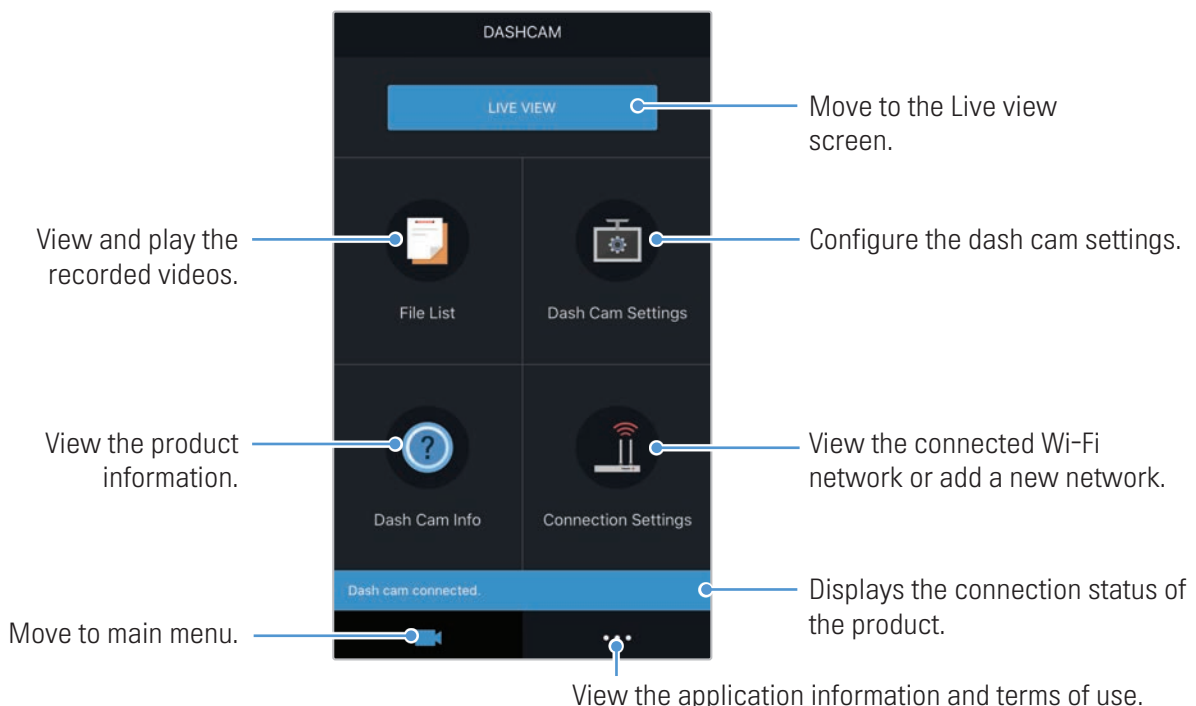 DASHCAM
LIVE VIEW
Move to the Live view
screen.
View and play the
recorded videos.
Configure the dash cam settings.
File List
Dash Cam Settings
?
View the product
information.
View the connected Wi-Fi
network or add a new network.
Dash Cam Info
Connection Settings
Dash cam connected.
Displays the connection status of
the product.
Move to main menu.
View the application information and terms of use.